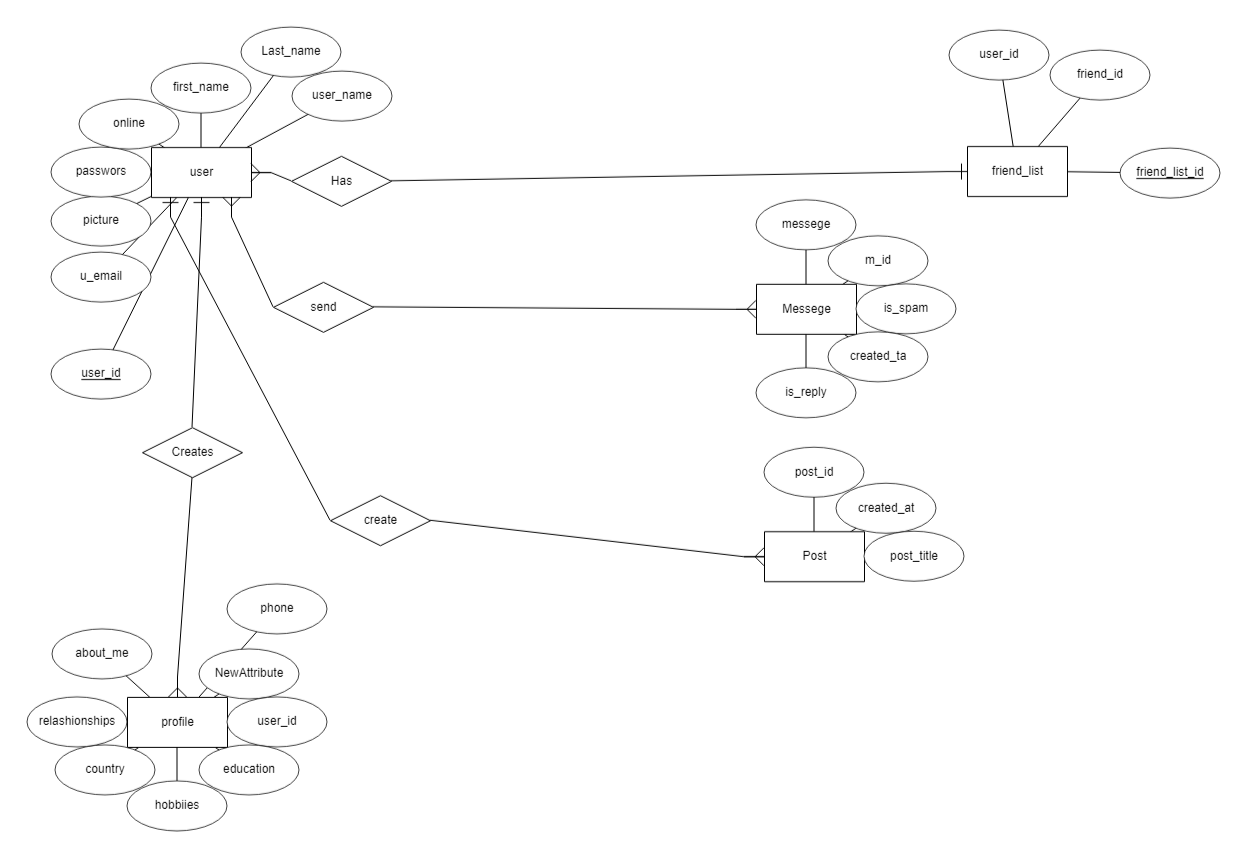 Last_name
user_id
friend_id
first_name
user_name
online
passwors
user
Has
friend_list
friend_list_id
picture
messege
m_id
u_email
send
Messege
is_spam
created_ta
user_id
is_reply
Creates
post_id
created_at
create
Post
post_title
phone
about_me
NewAttribute
relashionships
profile
user_id
country
education
hobbiies